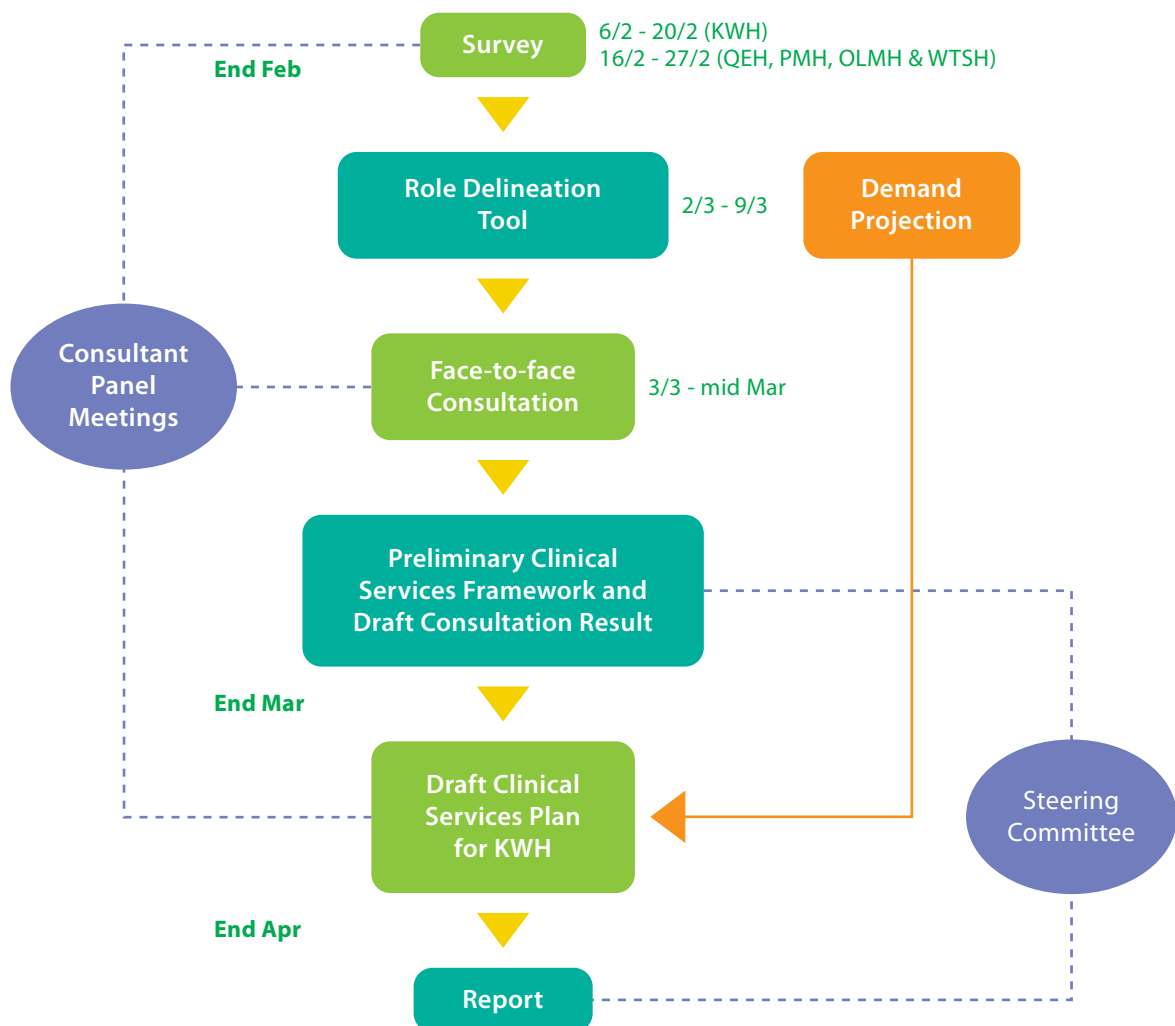 Survey
6/2 - 20/2 (KWH)
16/2 - 27/2 (QEH, PMH, OLMH & WTSH)
End Feb
Role Delineation
Tool
2/3 - 9/3
Demand
Projection
Consultant
Panel
Meetings
Face-to-face
Consultation
3/3 - mid Mar
Preliminary Clinical
Services Framework and
Draft Consultation Result
End Mar
Draft Clinical
Services Plan
for KWH
Steering
Committee
End Apr
Report